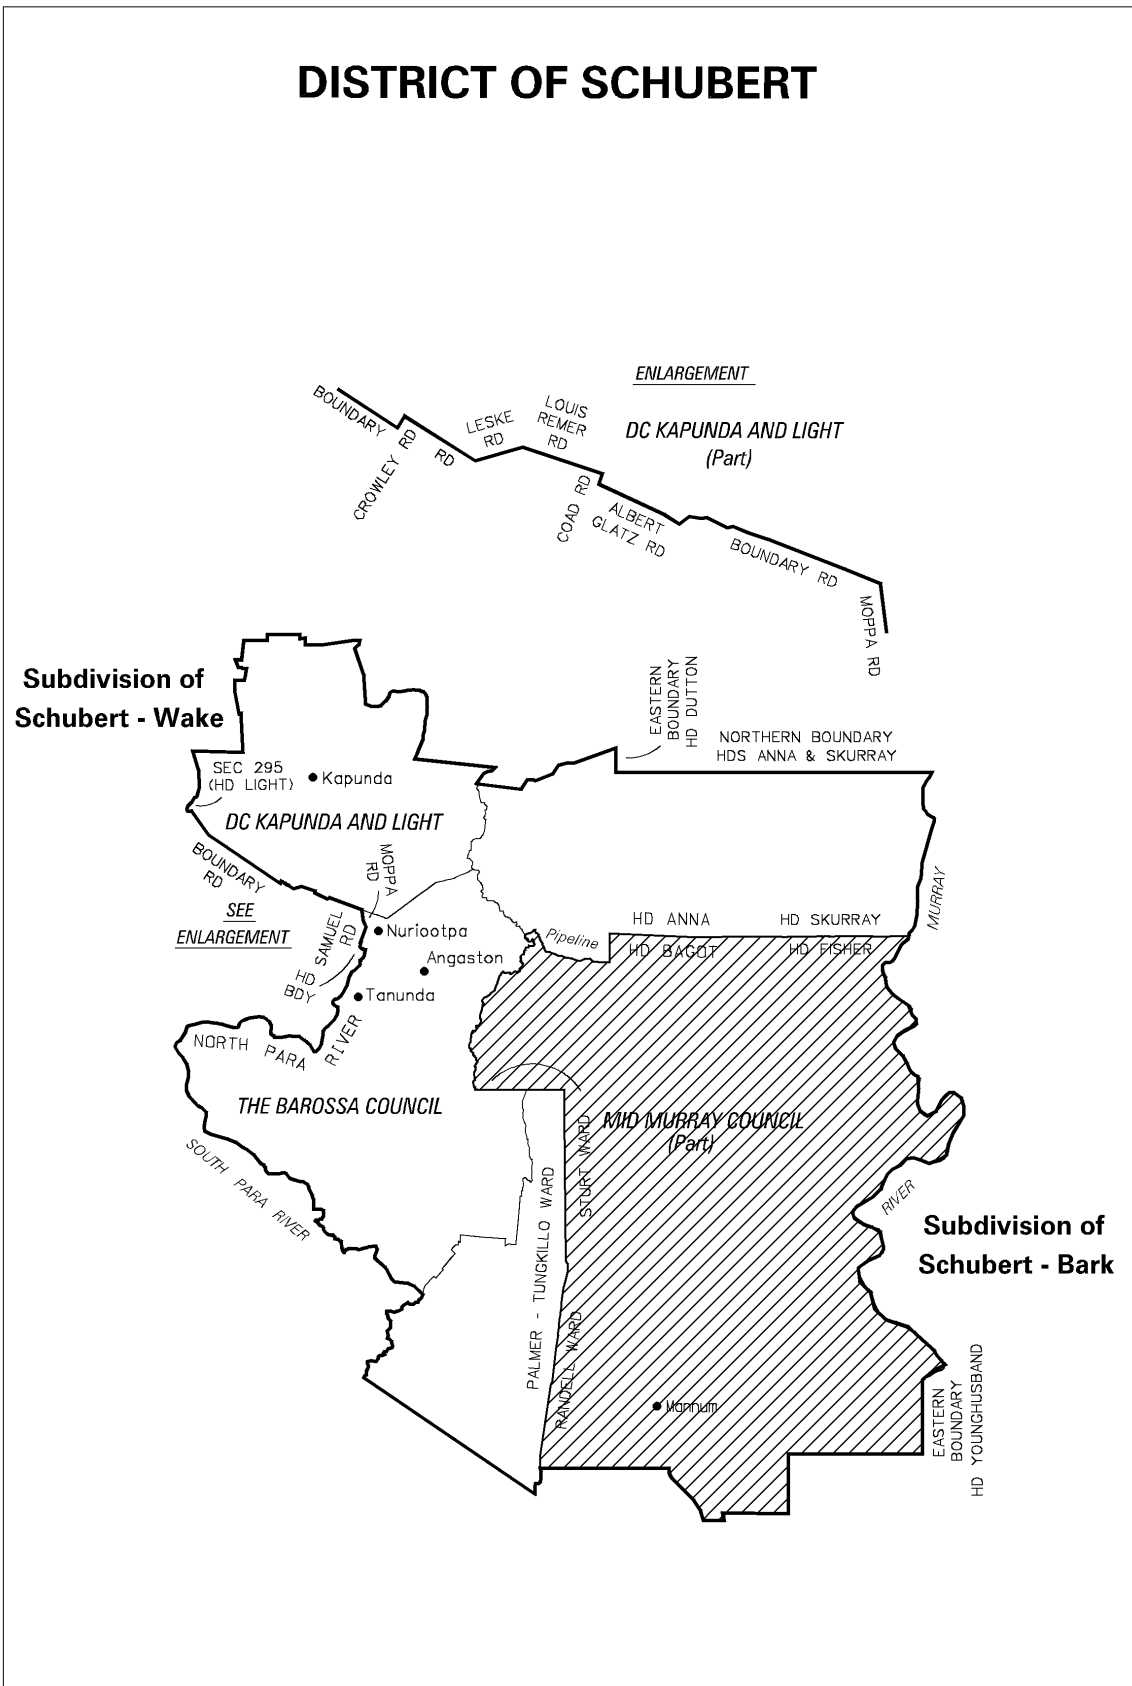 DISTRICT OF SCHUBERT
ENLARGEMENT
DC KAPUNDA AND LIGHT
(Part)
BOUNDARY
RD
CROWLEY RD
LESKE
RD
LOUIS
REMER
RD
COAD RD
ALBERT
GLATZ RD
BOUNDARY RD
MOPPA RD
Subdivision of
Schubert - Wake
EASTERN
BOUNDARY
HD DUTTON
NORTHERN BOUNDARY
HDS ANNA & SKURRAY
SEC 295
(HD LIGHT)
Kapunda
DC KAPUNDA AND LIGHT
BOUNDARY
RD
MOPPA
RD
SEE
ENLARGEMENT
SAMUEL
RD
HD
BDY
Nuriootpa
Angaston
Tanunda
Pipeline
HD ANNA
HD SKURRAY
HD BAGOT
HD FISHER
MURRAY
NORTH PARA
RIVER
THE BAROSSA COUNCIL
SOUTH PARA RIVER
MID MURRAY COUNCIL
(Part)
STURT WARD
PALMER - TUNGKILLO WARD
RANDELL WARD
RIVER
Subdivision of
Schubert - Bark
Mannum
EASTERN
BOUNDARY
HD YOUNGHUSBAND